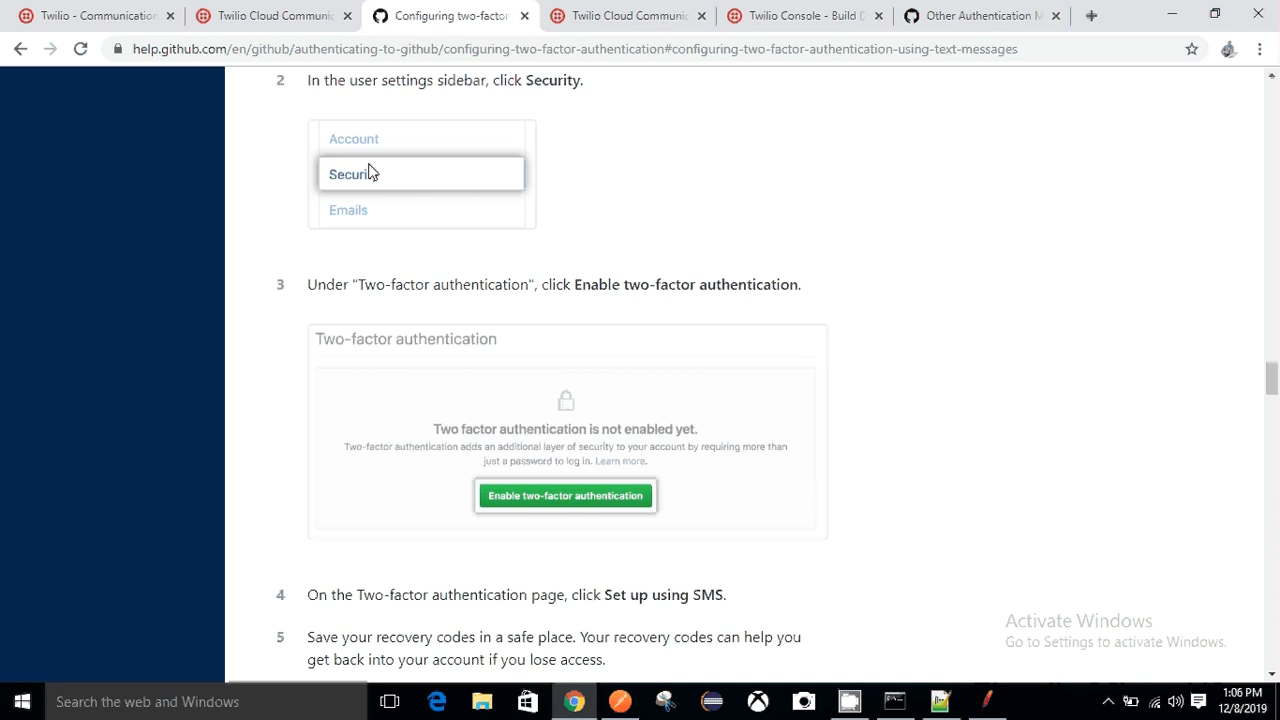 Twilio - Communication
Twilio Cloud Communic
Configuring two-factor
Twilio Cloud Communic
Twilio Console - Build D
Other Authentication M
help.github.com/en/github/authenticating-to-github/configuring-two-factor-authentication#configuring-two-factor-authentication-using-text-messages
2 In the user settings sidebar, click Security.
Account
Securi
Emails
3 Under "Two-factor authentication", click Enable two-factor authentication.
Two-factor authentication
Two factor authentication is not enabled yet.
Two-factor authentication adds an additional layer of security to your account by requiring more than
just a password to log in. Learn more.
Enable two-factor authentication
4 On the Two-factor authentication page, click Set up using SMS.
Activate Windows
Go to Settings to activate Windows.
5 Save your recovery codes in a safe place. Your recovery codes can help you
get back into your account if you lose access.
Search the web and Windows
1:06 PM
12/8/2019